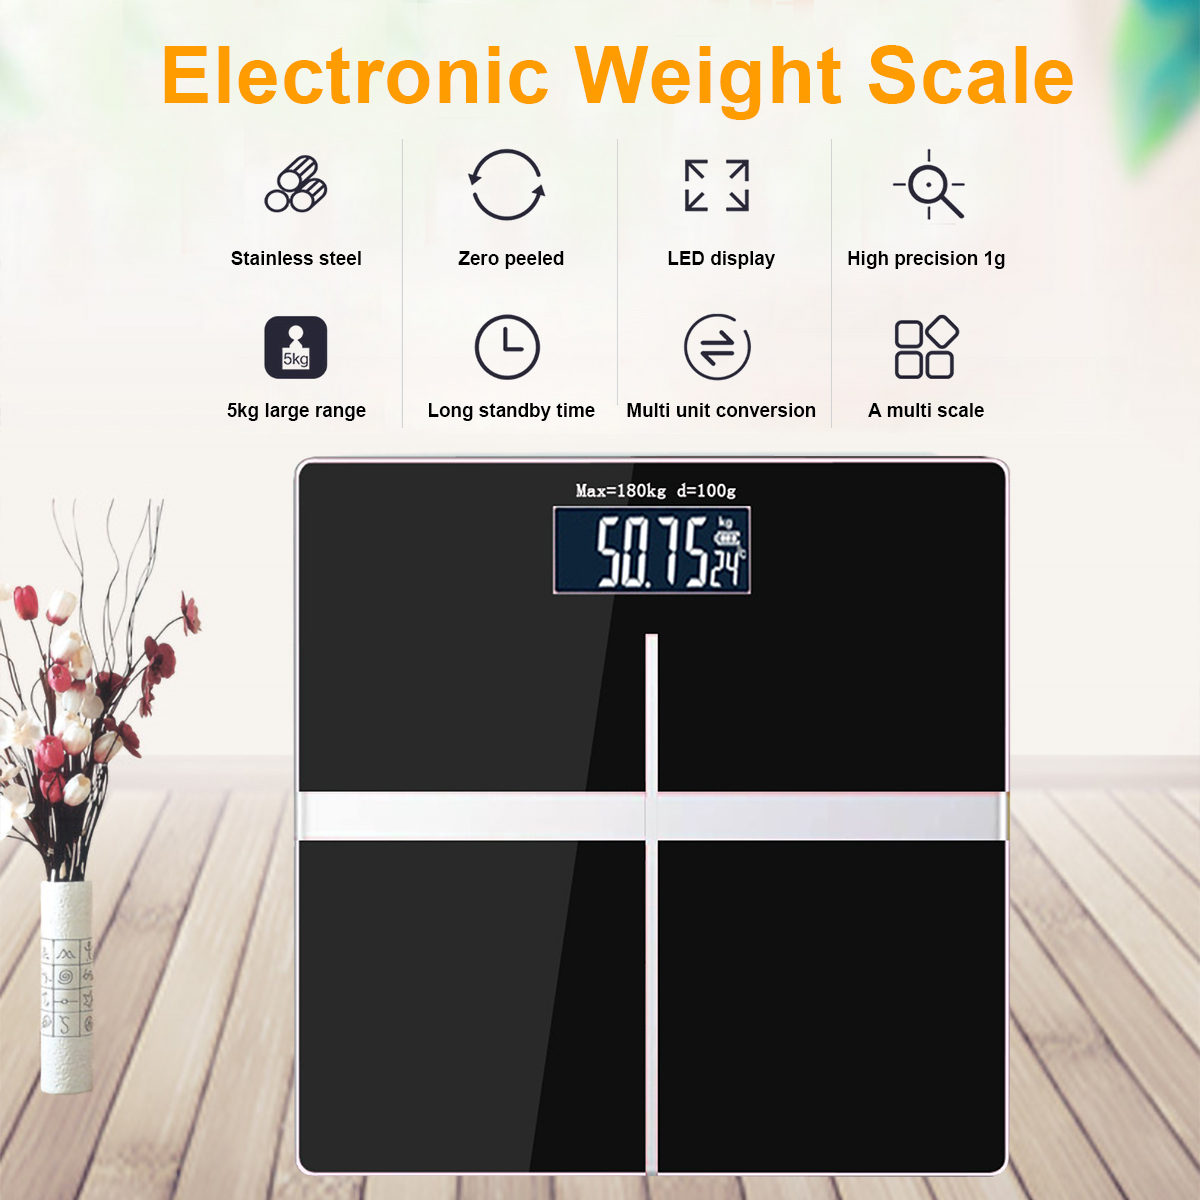 Electronic Weight Scale
Stainless steel
Zero peeled
LED display
High precision 1g
5kg
5kg large range
Long standby time
Multi unit conversion
A multi scale
Max=180kg d=100g
50.75
kg
24
°C